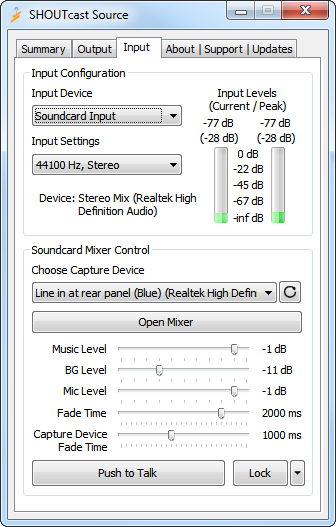 SHOUTcast Source
Summary Output Input About | Support | Updates
Input Configuration
Input Device
Soundcard Input
Input Settings
44100 Hz, Stereo
Device: Stereo Mix (Realtek High
Definition Audio)
Input Levels
(Current / Peak)
-77 dB -77 dB
(-28 dB) (-28 dB)
0 dB
-22 dB
-45 dB
-67 dB
-inf dB
Soundcard Mixer Control
Choose Capture Device
Line in at rear panel (Blue) (Realtek High Defin
Open Mixer
Music Level -1 dB
BG Level -11 dB
Mic Level -1 dB
Fade Time 2000 ms
Capture Device
Fade Time 1000 ms
Push to Talk Lock